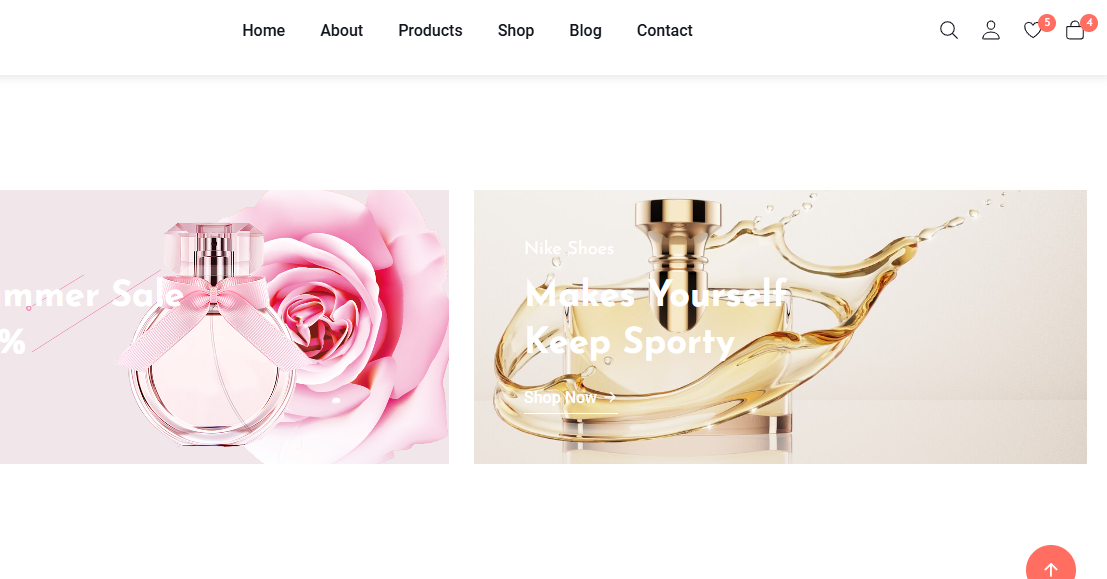 Home About Products Shop Blog Contact
5
4
mmer Sale
%
Nike Shoes
Makes Yourself
Keep Sporty
Shop Now →